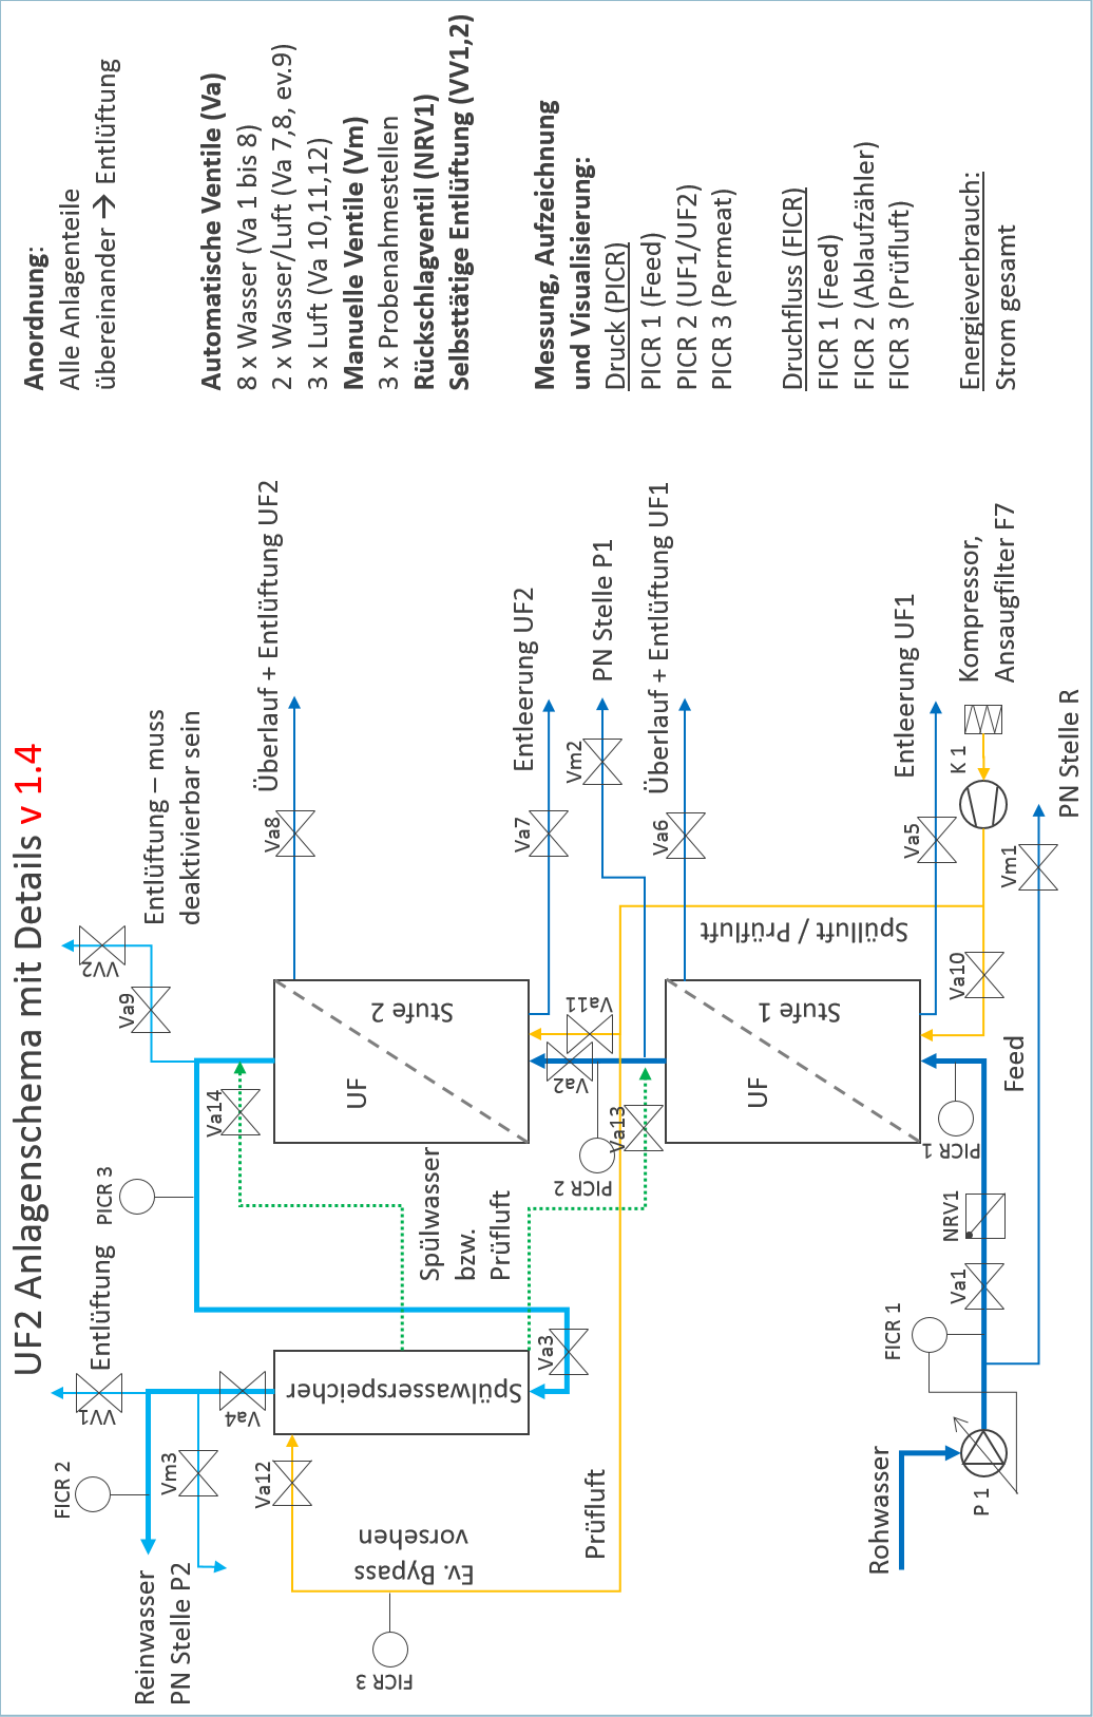 UF2 Anlagenschema mit Details v 1.4
Anordnung:
Alle Anlagenteile
übereinander → Entlüftung
Automatische Ventile (Va)
8 x Wasser (Va 1 bis 8)
2 x Wasser/Luft (Va 7,8, ev.9)
3 x Luft (Va 10,11,12)
Manuelle Ventile (Vm)
3 x Probenahmestellen
Rückschlagventil (NRV1)
Selbsttätige Entlüftung (VV1,2)
Messung, Aufzeichnung
und Visualisierung:
Druck (PICR)
PICR 1 (Feed)
PICR 2 (UF1/UF2)
PICR 3 (Permeat)
Druchfluss (FICR)
FICR 1 (Feed)
FICR 2 (Ablaufzähler)
FICR 3 (Prüfluft)
Energieverbrauch:
Strom gesamt
Reinwasser
PN Stelle P2
FICR 2
VV1
Entlüftung
Vm3
Va4
Va12
Spülwasserspeicher
Va3
PICR 3
Va14
Va9
VV2
Entlüftung – muss
deaktivierbar sein
UF
Stufe 2
Va8
Überlauf + Entlüftung UF2
Va7
Entleerung UF2
Spülwasser
bzw.
Prüfluft
Ev. Bypass
vorsehen
FICR 3
Prüfluft
PICR 2
Va13
Va2
Va11
Vm2
PN Stelle P1
UF
Stufe 1
Va6
Überlauf + Entlüftung UF1
Spülluft / Prüfluft
Va5
Entleerung UF1
Va10
K 1
Kompressor,
Ansaugfilter F7
Rohwasser
P 1
FICR 1
Va1
NRV1
PICR 1
Feed
Vm1
PN Stelle R